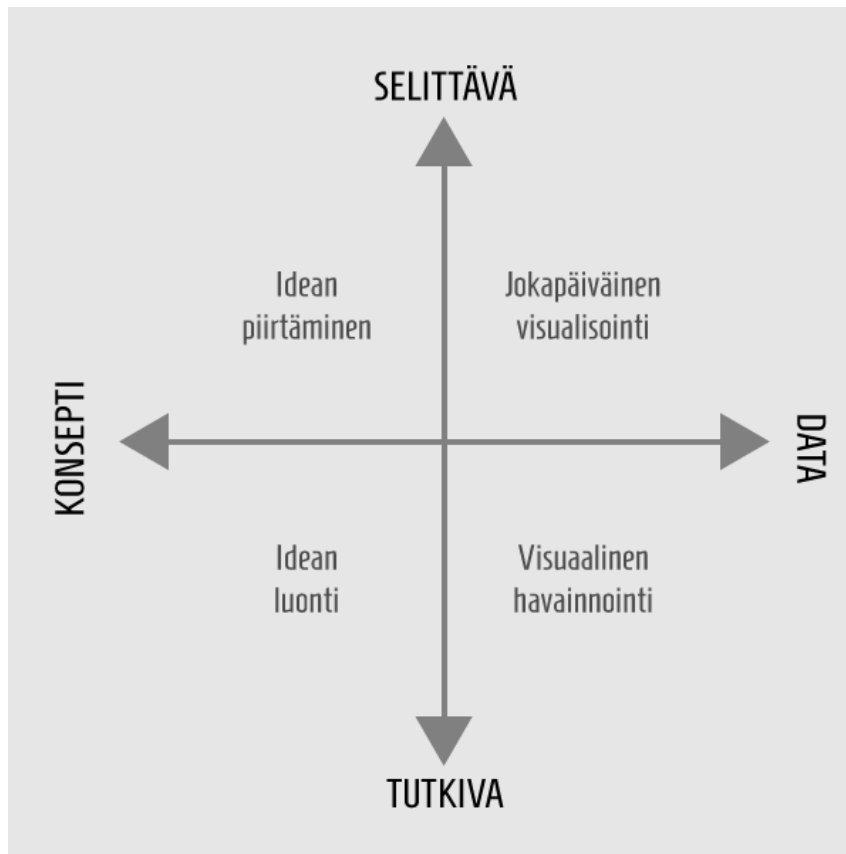 SELITTÄVÄ
Idean
piirtäminen
Jokapäiväinen
visualisointi
KONSEPTI
DATA
Idean
luonti
Visuaalinen
havainnointi
TUTKIVA